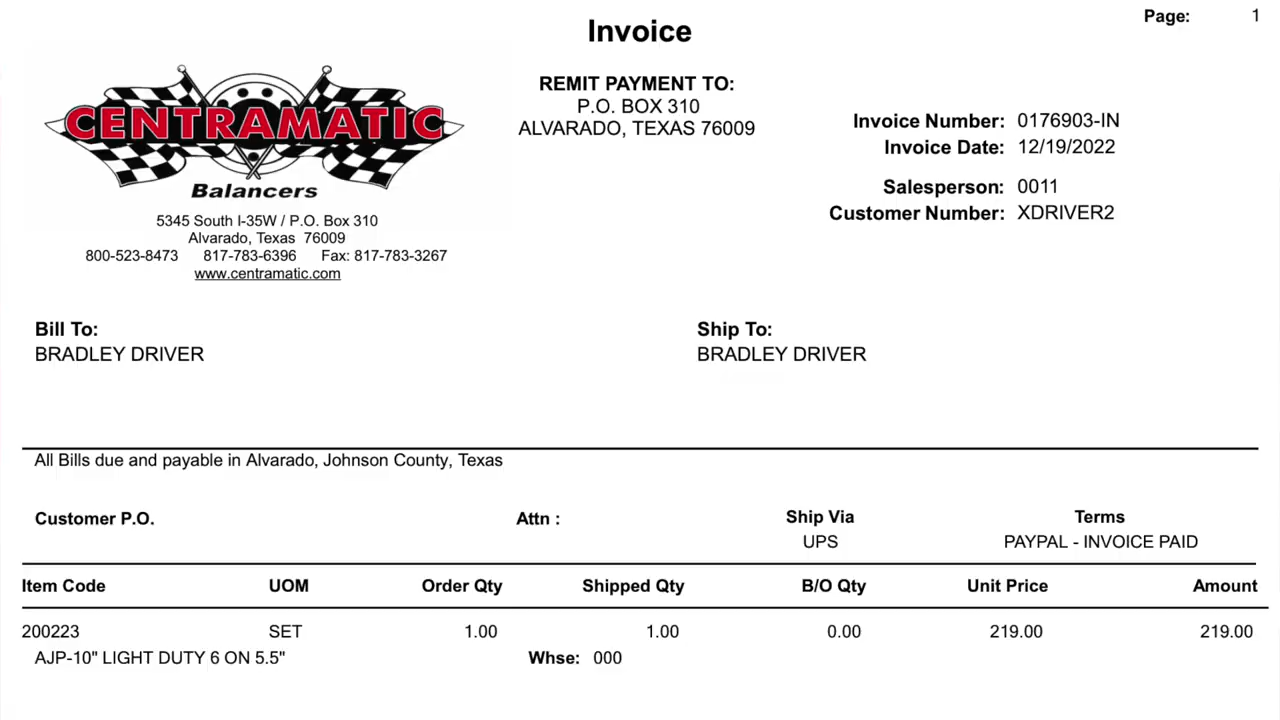 Page: 1
Invoice
CENTRAMATIC
Balancers
5345 South I-35W / P.O. Box 310
Alvarado, Texas 76009
800-523-8473 817-783-6396 Fax: 817-783-3267
www.centramatic.com
REMIT PAYMENT TO:
P.O. BOX 310
ALVARADO, TEXAS 76009
Invoice Number: 0176903-IN
Invoice Date: 12/19/2022
Salesperson: 0011
Customer Number: XDRIVER2
Bill To:
BRADLEY DRIVER
Ship To:
BRADLEY DRIVER
All Bills due and payable in Alvarado, Johnson County, Texas
Customer P.O. Attn : Ship Via Terms
UPS PAYPAL - INVOICE PAID
Item Code UOM Order Qty Shipped Qty B/O Qty Unit Price Amount
200223 SET 1.00 1.00 0.00 219.00 219.00
AJP-10" LIGHT DUTY 6 ON 5.5" Whse: 000